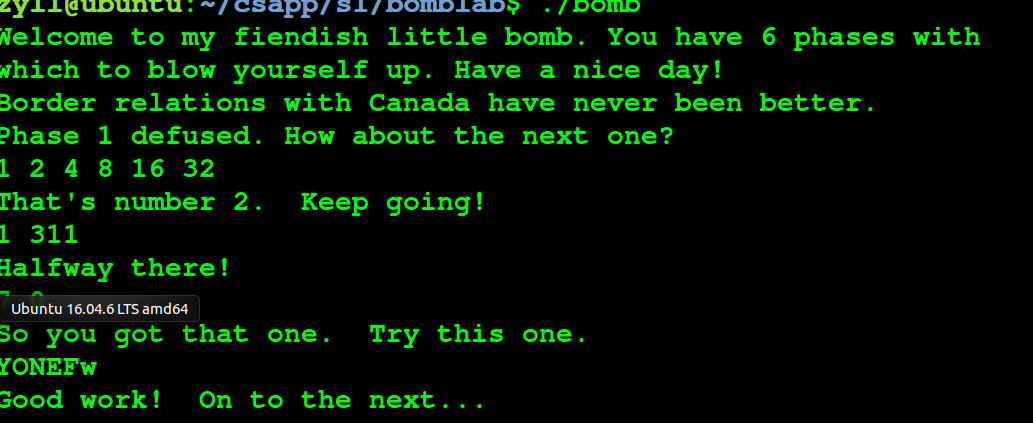 zyll@ubuntu:~/csapp/sl/bomblab$ ./bomb
Welcome to my fiendish little bomb. You have 6 phases with
which to blow yourself up. Have a nice day!
Border relations with Canada have never been better.
Phase 1 defused. How about the next one?
1 2 4 8 16 32
That's number 2.  Keep going!
1 311
Halfway there!
7 0
Ubuntu 16.04.6 LTS amd64
So you got that one.  Try this one.
YONEFw
Good work!  On to the next...